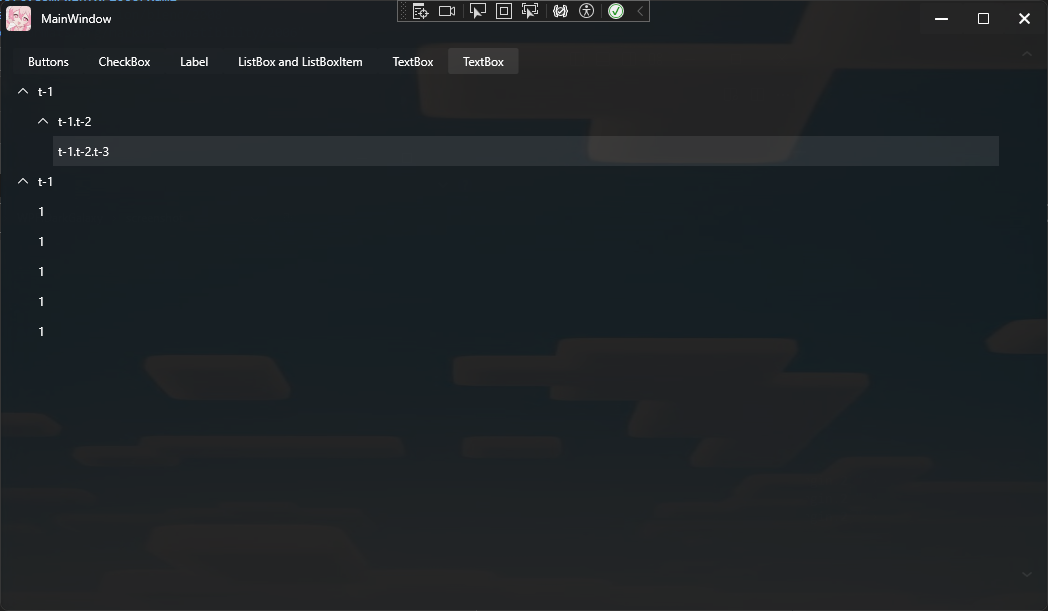 MainWindow
Buttons CheckBox Label ListBox and ListBoxItem TextBox TextBox
t-1
t-1.t-2
t-1.t-2.t-3
t-1
1
1
1
1
1